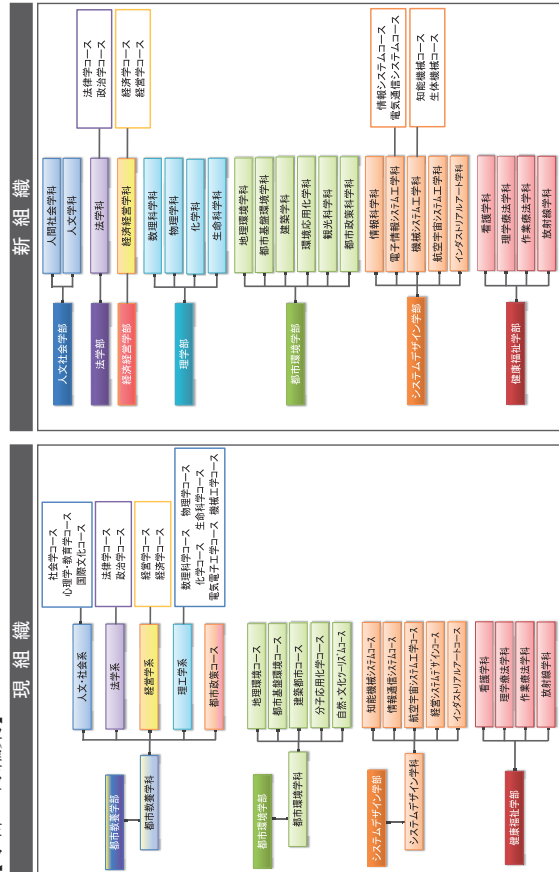 現 組 織
都市教養学部
都市教養学科
人文・社会系
社会学コース
心理学・教育学コース
国際文化コース
法学系
法律学コース
政治学コース
経営学系
経営学コース
経済学コース
理工学系
数理科学コース 物理学コース
化学コース 生命科学コース
電気電子工学コース 機械工学コース
都市政策コース
都市環境学部
都市環境学科
地理環境コース
都市基盤環境コース
建築都市コース
分子応用化学コース
自然・文化ツーリズムコース
システムデザイン学部
システムデザイン学科
知能機械システムコース
情報通信システムコース
航空宇宙システム工学コース
経営システムデザインコース
インダストリアルアートコース
健康福祉学部
看護学科
理学療法学科
作業療法学科
放射線学科
新 組 織
人文社会学部
人間社会学科
人文学科
法学部
法学科
法律学コース
政治学コース
経済経営学部
経済経営学科
経済学コース
経営学コース
理学部
数理科学科
物理学科
化学科
生命科学科
都市環境学部
地理環境学科
都市基盤環境学科
建築学科
環境応用化学科
観光科学科
都市政策科学科
システムデザイン学部
情報科学科
電子情報システム工学科
情報システムコース
電気通信システムコース
機械システム工学科
知能機械コース
生体機械コース
航空宇宙システム工学科
インダストリアルアート学科
健康福祉学部
看護学科
理学療法学科
作業療法学科
放射線学科